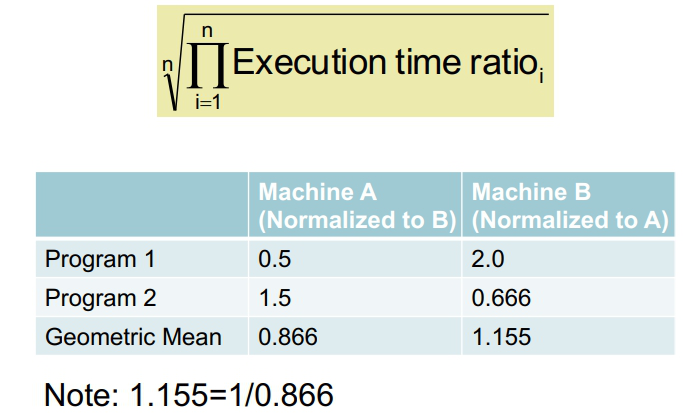 n
n ∏ Execution time ratioᵢ
i=1
Machine A Machine B
(Normalized to B) (Normalized to A)
Program 1 0.5 2.0
Program 2 1.5 0.666
Geometric Mean 0.866 1.155
Note: 1.155=1/0.866